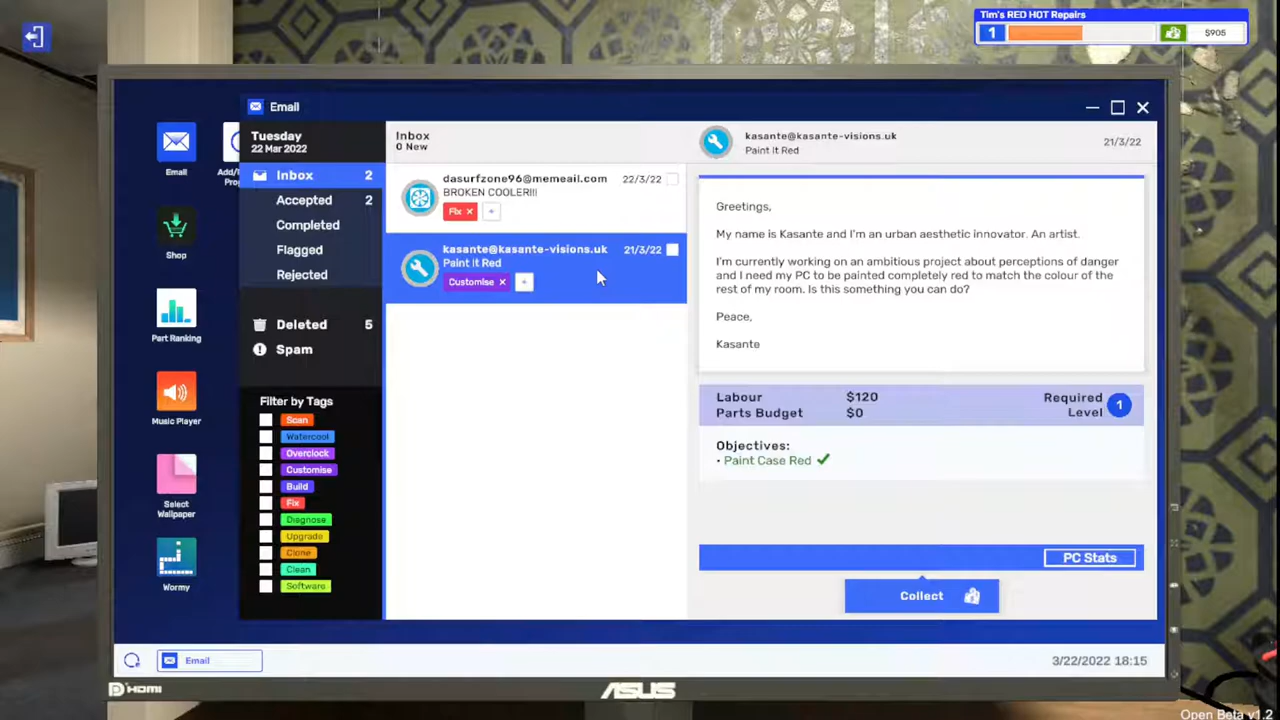 Tim's RED HOT Repairs
1
$905
Email
Tuesday
22 Mar 2022
Inbox 2
Accepted 2
Completed
Flagged
Rejected
Deleted 5
Spam
Filter by Tags
Scan
Watercool
Overclock
Customise
Build
Fix
Diagnose
Upgrade
Clone
Clean
Software
Email
Add/
Pro
Shop
Part Ranking
Music Player
Select
Wallpaper
Wormy
Inbox
0 New
dasurfzone96@memeail.com 22/3/22
BROKEN COOLER!!!
Fix × +
kasante@kasante-visions.uk 21/3/22
Paint It Red
Customise × +
kasante@kasante-visions.uk
Paint It Red
21/3/22
Greetings,
My name is Kasante and I'm an urban aesthetic innovator. An artist.
I'm currently working on an ambitious project about perceptions of danger
and I need my PC to be painted completely red to match the colour of the
rest of my room. Is this something you can do?
Peace,
Kasante
Labour $120
Parts Budget $0
Required
Level 1
Objectives:
• Paint Case Red ✓
PC Stats
Collect
Email
3/22/2022 18:15
HDMI
ASUS
Open Beta v1.2